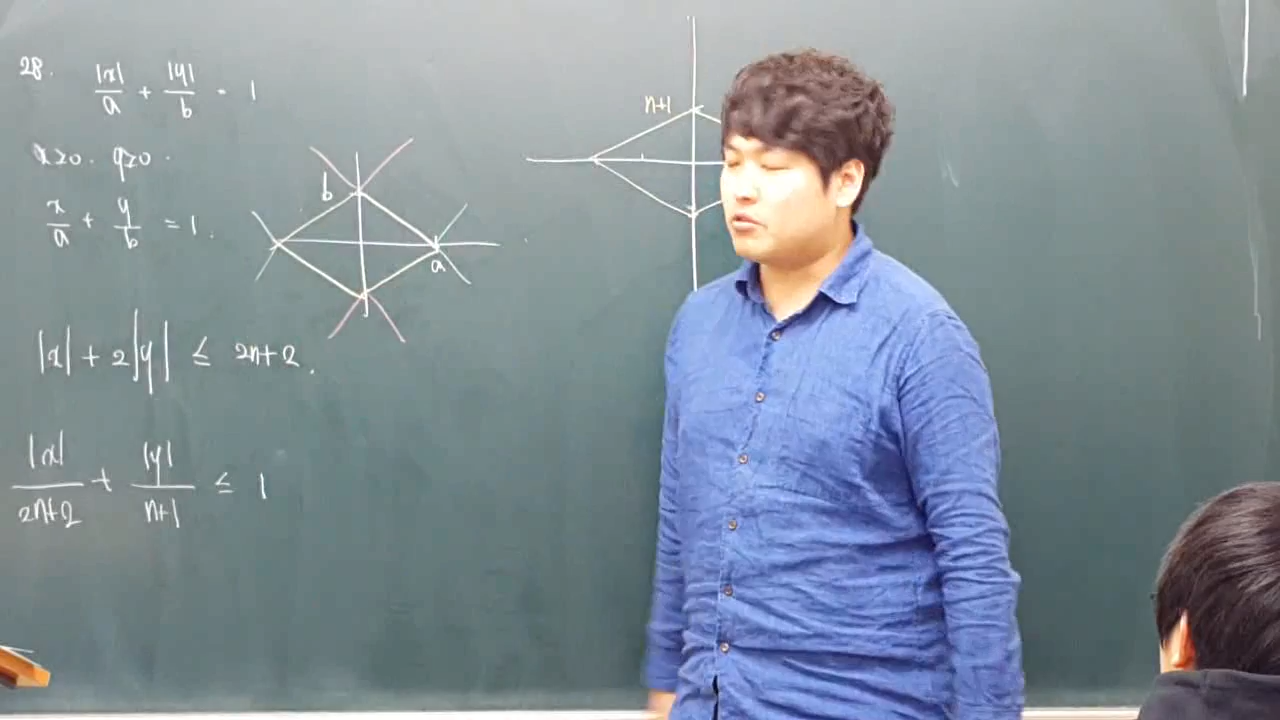 28.
|x|/a + |y|/b = 1
x≥0. y≥0.
x/a + y/b = 1.
|x| + 2|y| ≤ 2n+2.
|x|/2n+2 + |y|/n+1 ≤ 1
b
a
n+1